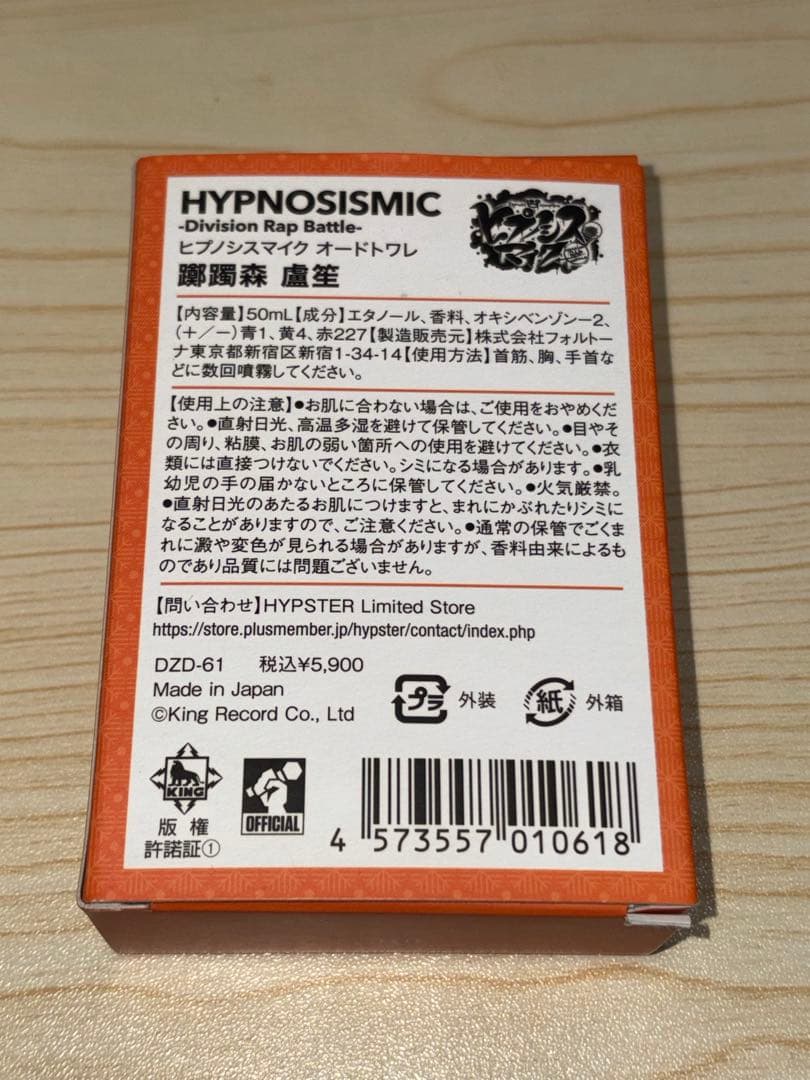 HYPNOSISMIC
-Division Rap Battle-
ヒプノシスマイク オードトワレ
躑躅森 盧笙
ヒプノシス
マイク
【内容量】50mL【成分】エタノール、香料、オキシベンゾン-2、
(+/-)青1、黄4、赤227【製造販売元】株式会社フォルトー
ナ東京都新宿区新宿1-34-14【使用方法】首筋、胸、手首な
どに数回噴霧してください。
【使用上の注意】●お肌に合わない場合は、ご使用をおやめくだ
さい。●直射日光、高温多湿を避けて保管してください。●目やそ
の周り、粘膜、お肌の弱い箇所への使用を避けてください。●衣
類には直接つけないでください。シミになる場合があります。●乳
幼児の手の届かないところに保管してください。●火気厳禁。
●直射日光のあたるお肌につけますと、まれにかぶれたりシミに
なることがありますので、ご注意ください。●通常の保管でごくま
れに澱や変色が見られる場合がありますが、香料由来によるも
のであり品質には問題ございません。
【問い合わせ】HYPSTER Limited Store
https://store.plusmember.jp/hypster/contact/index.php
DZD-61 税込¥5,900
Made in Japan
©King Record Co., Ltd
プラ 外装
紙 外箱
KING
版権
許諾証①
OFFICIAL
4 573557 010618